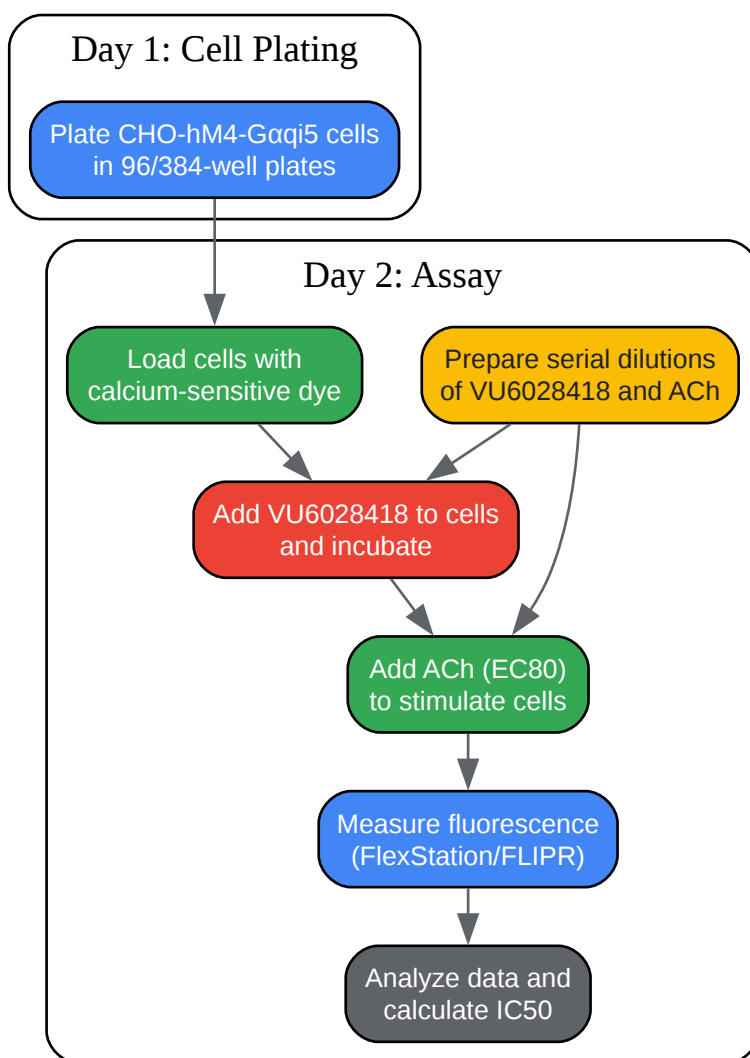 Day 1: Cell Plating
Plate CHO-hM4-Gαqi5 cells
in 96/384-well plates
Day 2: Assay
Load cells with
calcium-sensitive dye
Prepare serial dilutions
of VU6028418 and ACh
Add VU6028418 to cells
and incubate
Add ACh (EC80)
to stimulate cells
Measure fluorescence
(FlexStation/FLIPR)
Analyze data and
calculate IC50